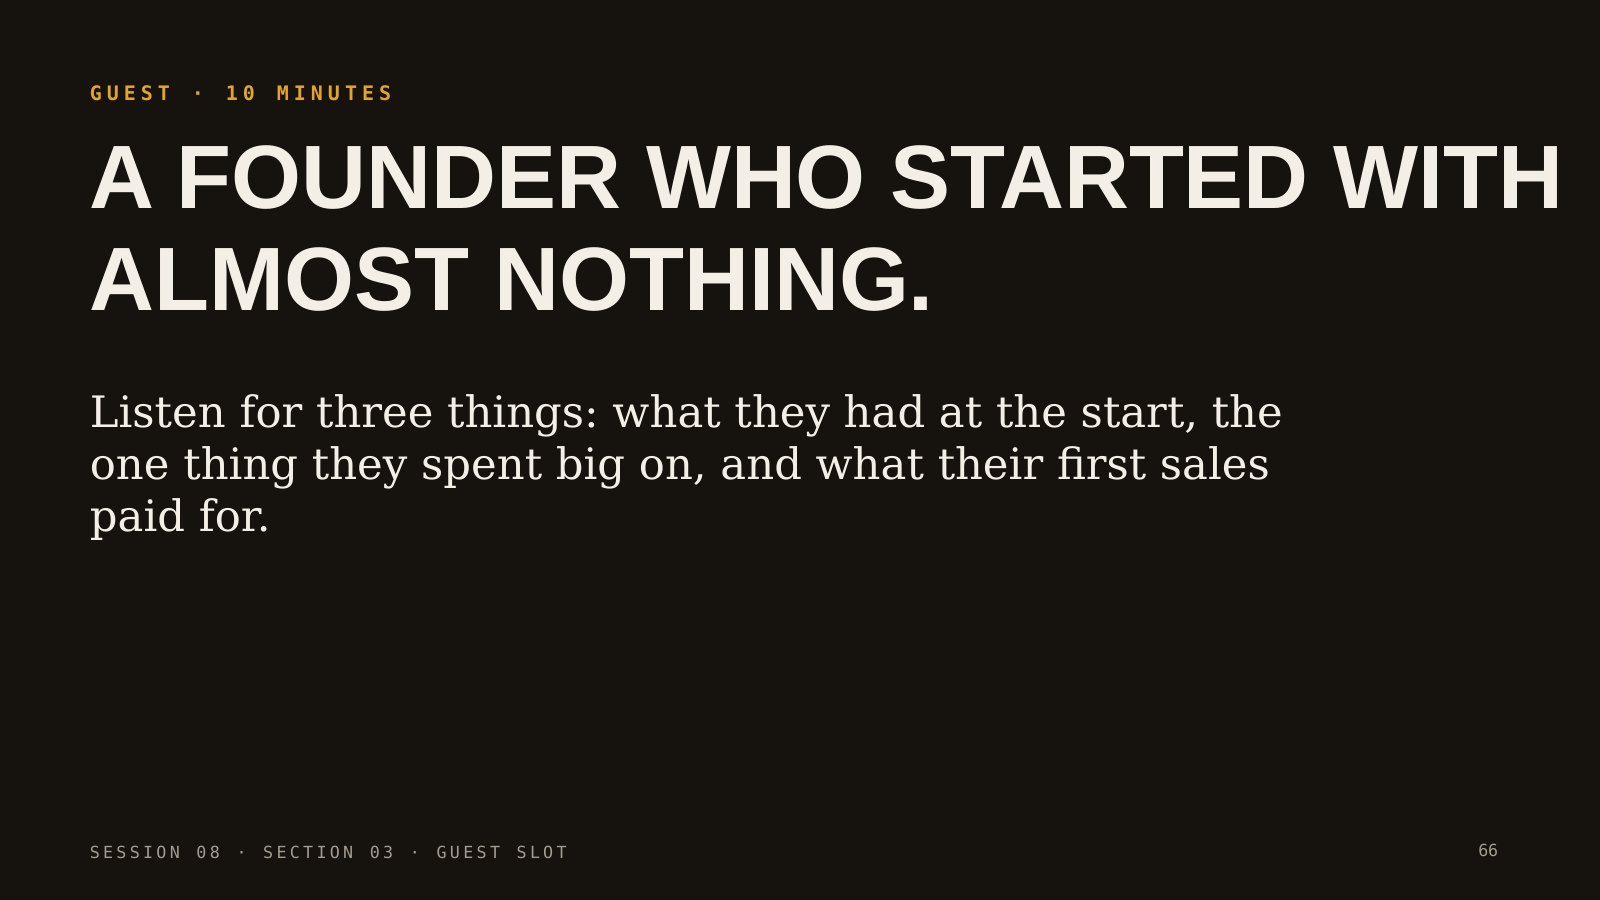 GUEST · 10 MINUTES
A FOUNDER WHO STARTED WITH
ALMOST NOTHING.
Listen for three things: what they had at the start, the
one thing they spent big on, and what their first sales
paid for.
SESSION 08 · SECTION 03 · GUEST SLOT
66